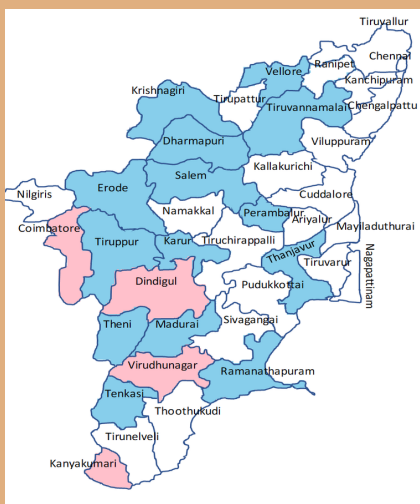 Tiruvallur
Chennai
Ranipet
Vellore
Kanchipuram
Krishnagiri
Tirupattur
Tiruvannamalai
Chengalpattu
Dharmapuri
Viluppuram
Kallakurichi
Salem
Erode
Nilgiris
Cuddalore
Namakkal
Perambalur
Ariyalur
Coimbatore
Mayiladuthurai
Tiruppur
Karur
Tiruchirappalli
Thanjavur
Tiruvarur
Nagapattinam
Dindigul
Pudukkottai
Theni
Madurai
Sivagangai
Virudhunagar
Ramanathapuram
Tenkasi
Thoothukudi
Tirunelveli
Kanyakumari